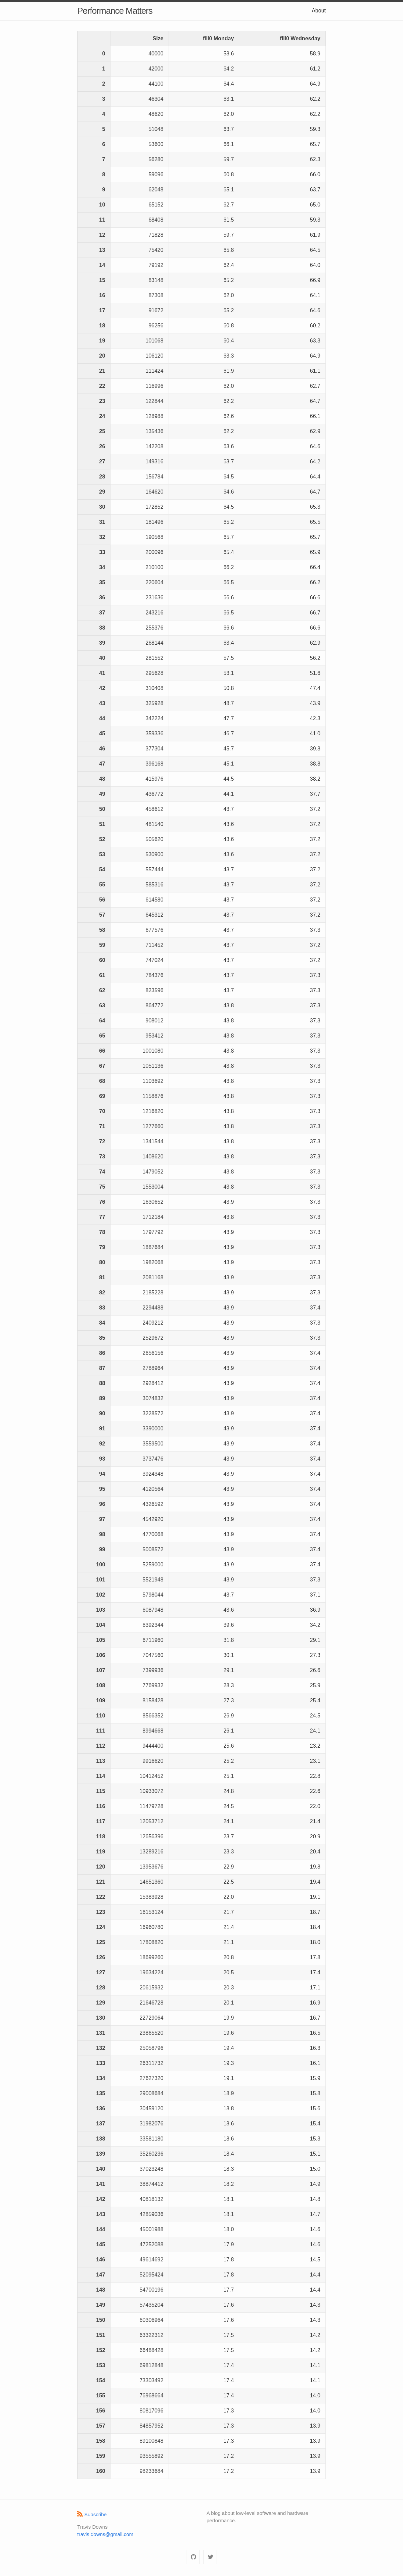 Performance Matters
About
Size fill0 Monday fill0 Wednesday
0 40000 58.6 58.9
1 42000 64.2 61.2
2 44100 64.4 64.9
3 46304 63.1 62.2
4 48620 62.0 62.2
5 51048 63.7 59.3
6 53600 66.1 65.7
7 56280 59.7 62.3
8 59096 60.8 66.0
9 62048 65.1 63.7
10 65152 62.7 65.0
11 68408 61.5 59.3
12 71828 59.7 61.9
13 75420 65.8 64.5
14 79192 62.4 64.0
15 83148 65.2 66.9
16 87308 62.0 64.1
17 91672 65.2 64.6
18 96256 60.8 60.2
19 101068 60.4 63.3
20 106120 63.3 64.9
21 111424 61.9 61.1
22 116996 62.0 62.7
23 122844 62.2 64.7
24 128988 62.6 66.1
25 135436 62.2 62.9
26 142208 63.6 64.6
27 149316 63.7 64.2
28 156784 64.5 64.4
29 164620 64.6 64.7
30 172852 64.5 65.3
31 181496 65.2 65.5
32 190568 65.7 65.7
33 200096 65.4 65.9
34 210100 66.2 66.4
35 220604 66.5 66.2
36 231636 66.6 66.6
37 243216 66.5 66.7
38 255376 66.6 66.6
39 268144 63.4 62.9
40 281552 57.5 56.2
41 295628 53.1 51.6
42 310408 50.8 47.4
43 325928 48.7 43.9
44 342224 47.7 42.3
45 359336 46.7 41.0
46 377304 45.7 39.8
47 396168 45.1 38.8
48 415976 44.5 38.2
49 436772 44.1 37.7
50 458612 43.7 37.2
51 481540 43.6 37.2
52 505620 43.6 37.2
53 530900 43.6 37.2
54 557444 43.7 37.2
55 585316 43.7 37.2
56 614580 43.7 37.2
57 645312 43.7 37.2
58 677576 43.7 37.3
59 711452 43.7 37.2
60 747024 43.7 37.2
61 784376 43.7 37.3
62 823596 43.7 37.3
63 864772 43.8 37.3
64 908012 43.8 37.3
65 953412 43.8 37.3
66 1001080 43.8 37.3
67 1051136 43.8 37.3
68 1103692 43.8 37.3
69 1158876 43.8 37.3
70 1216820 43.8 37.3
71 1277660 43.8 37.3
72 1341544 43.8 37.3
73 1408620 43.8 37.3
74 1479052 43.8 37.3
75 1553004 43.8 37.3
76 1630652 43.9 37.3
77 1712184 43.8 37.3
78 1797792 43.9 37.3
79 1887684 43.9 37.3
80 1982068 43.9 37.3
81 2081168 43.9 37.3
82 2185228 43.9 37.3
83 2294488 43.9 37.4
84 2409212 43.9 37.3
85 2529672 43.9 37.3
86 2656156 43.9 37.4
87 2788964 43.9 37.4
88 2928412 43.9 37.4
89 3074832 43.9 37.4
90 3228572 43.9 37.4
91 3390000 43.9 37.4
92 3559500 43.9 37.4
93 3737476 43.9 37.4
94 3924348 43.9 37.4
95 4120564 43.9 37.4
96 4326592 43.9 37.4
97 4542920 43.9 37.4
98 4770068 43.9 37.4
99 5008572 43.9 37.4
100 5259000 43.9 37.4
101 5521948 43.9 37.3
102 5798044 43.7 37.1
103 6087948 43.6 36.9
104 6392344 39.6 34.2
105 6711960 31.8 29.1
106 7047560 30.1 27.3
107 7399936 29.1 26.6
108 7769932 28.3 25.9
109 8158428 27.3 25.4
110 8566352 26.9 24.5
111 8994668 26.1 24.1
112 9444400 25.6 23.2
113 9916620 25.2 23.1
114 10412452 25.1 22.8
115 10933072 24.8 22.6
116 11479728 24.5 22.0
117 12053712 24.1 21.4
118 12656396 23.7 20.9
119 13289216 23.3 20.4
120 13953676 22.9 19.8
121 14651360 22.5 19.4
122 15383928 22.0 19.1
123 16153124 21.7 18.7
124 16960780 21.4 18.4
125 17808820 21.1 18.0
126 18699260 20.8 17.8
127 19634224 20.5 17.4
128 20615932 20.3 17.1
129 21646728 20.1 16.9
130 22729064 19.9 16.7
131 23865520 19.6 16.5
132 25058796 19.4 16.3
133 26311732 19.3 16.1
134 27627320 19.1 15.9
135 29008684 18.9 15.8
136 30459120 18.8 15.6
137 31982076 18.6 15.4
138 33581180 18.6 15.3
139 35260236 18.4 15.1
140 37023248 18.3 15.0
141 38874412 18.2 14.9
142 40818132 18.1 14.8
143 42859036 18.1 14.7
144 45001988 18.0 14.6
145 47252088 17.9 14.6
146 49614692 17.8 14.5
147 52095424 17.8 14.4
148 54700196 17.7 14.4
149 57435204 17.6 14.3
150 60306964 17.6 14.3
151 63322312 17.5 14.2
152 66488428 17.5 14.2
153 69812848 17.4 14.1
154 73303492 17.4 14.1
155 76968664 17.4 14.0
156 80817096 17.3 14.0
157 84857952 17.3 13.9
158 89100848 17.3 13.9
159 93555892 17.2 13.9
160 98233684 17.2 13.9
Subscribe
Travis Downs
travis.downs@gmail.com
A blog about low-level software and hardware
performance.